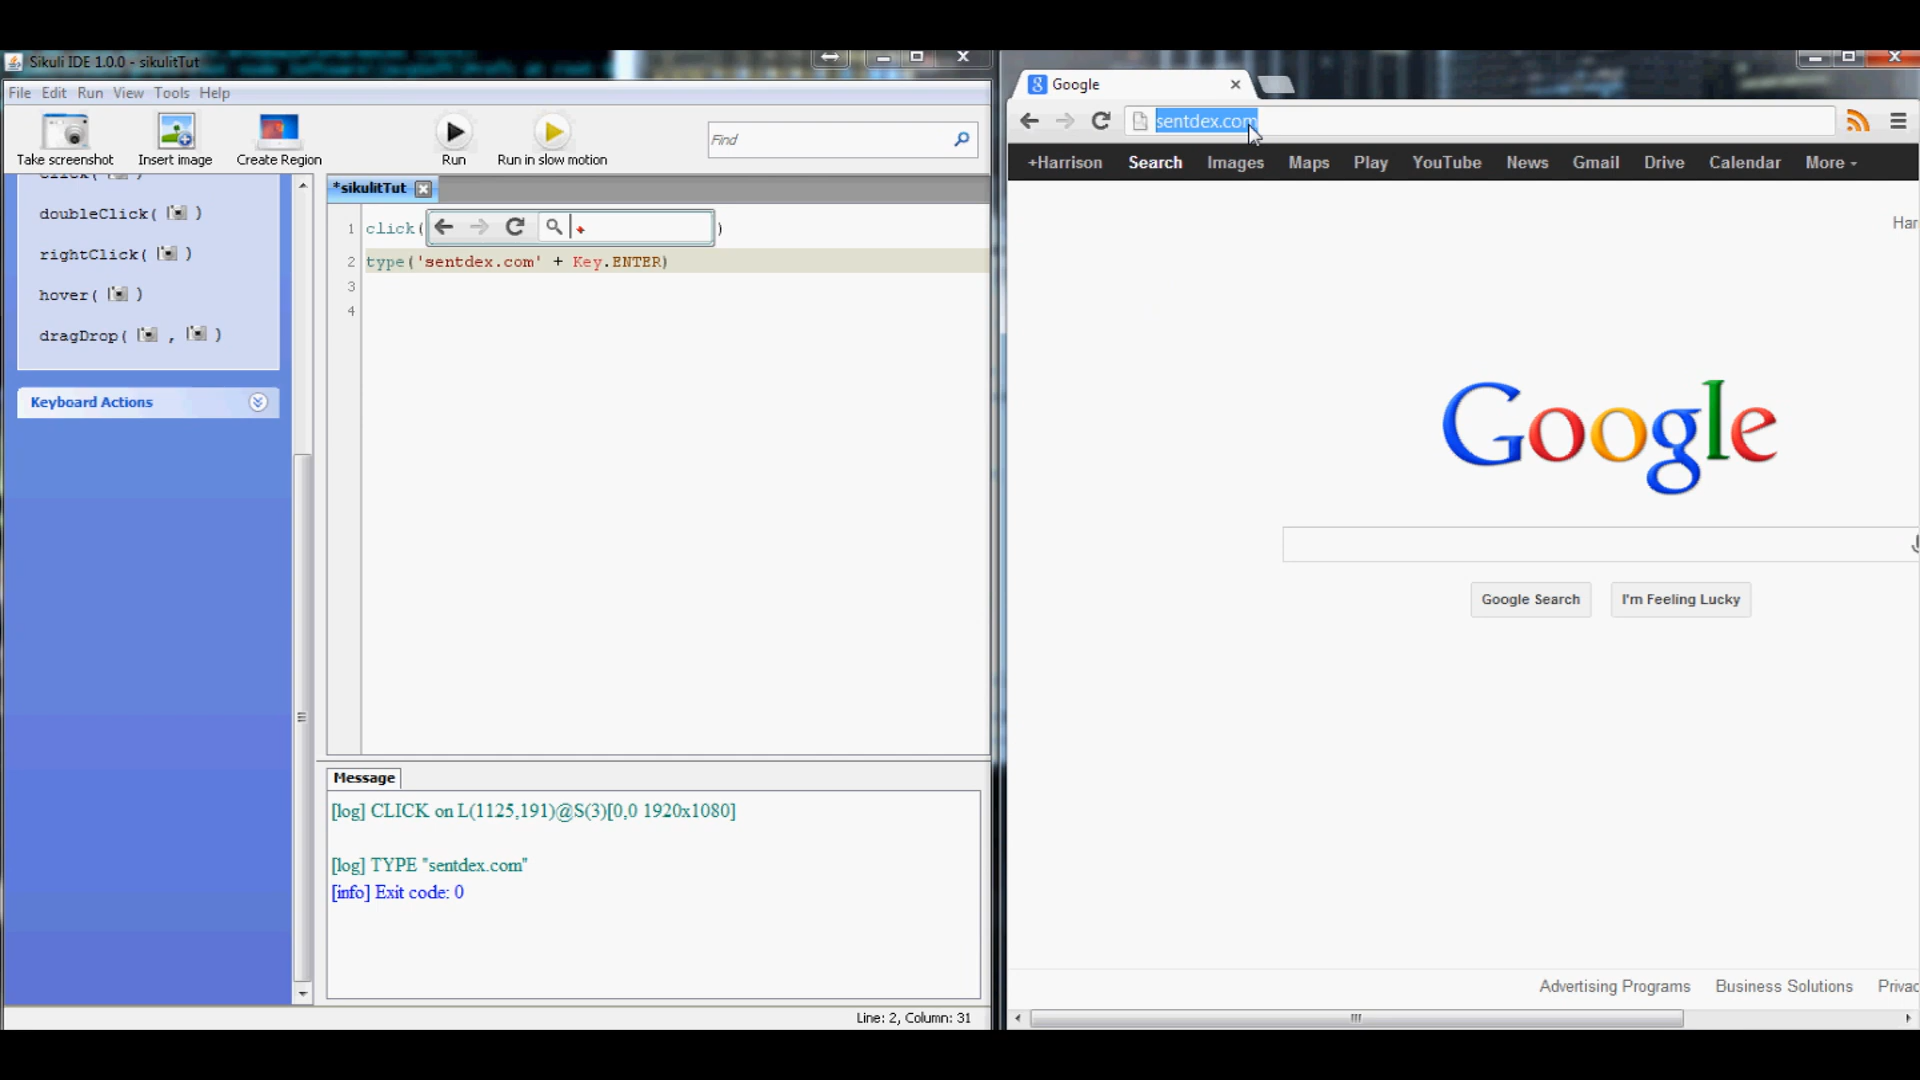 Sikuli IDE 1.0.0 - sikulitTut
File Edit Run View Tools Help
Take screenshot Insert image Create Region Run Run in slow motion Find
click( )
doubleClick( )
rightClick( )
hover( )
dragDrop( , )
Keyboard Actions
*sikulitTut
1 click( )
2 type('sentdex.com' + Key.ENTER)
3
4
Message
[log] CLICK on L(1125,191)@S(3)[0,0 1920x1080]
[log] TYPE "sentdex.com"
[info] Exit code: 0
Line: 2, Column: 31
Google
sentdex.com
+Harrison Search Images Maps Play YouTube News Gmail Drive Calendar More
Har
Google
Google Search I'm Feeling Lucky
Advertising Programs Business Solutions Privac